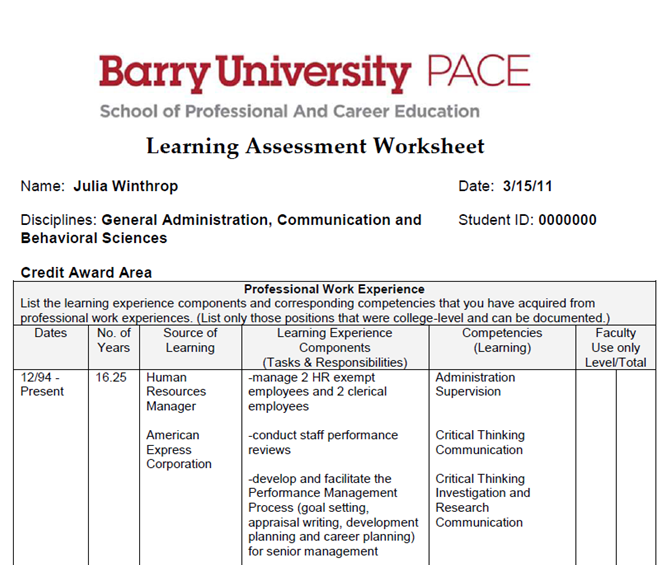 Barry University PACE
School of Professional And Career Education
Learning Assessment Worksheet
Name: Julia Winthrop
Date: 3/15/11
Disciplines: General Administration, Communication and
Behavioral Sciences
Student ID: 0000000
Credit Award Area
Professional Work Experience
List the learning experience components and corresponding competencies that you have acquired from
professional work experiences. (List only those positions that were college-level and can be documented.)
Dates
No. of
Years
Source of
Learning
Learning Experience
Components
(Tasks & Responsibilities)
Competencies
(Learning)
Faculty
Use only
Level/Total
12/94 -
Present
16.25
Human
Resources
Manager
American
Express
Corporation
-manage 2 HR exempt
employees and 2 clerical
employees
-conduct staff performance
reviews
-develop and facilitate the
Performance Management
Process (goal setting,
appraisal writing, development
planning and career planning)
for senior management
Administration
Supervision
Critical Thinking
Communication
Critical Thinking
Investigation and
Research
Communication